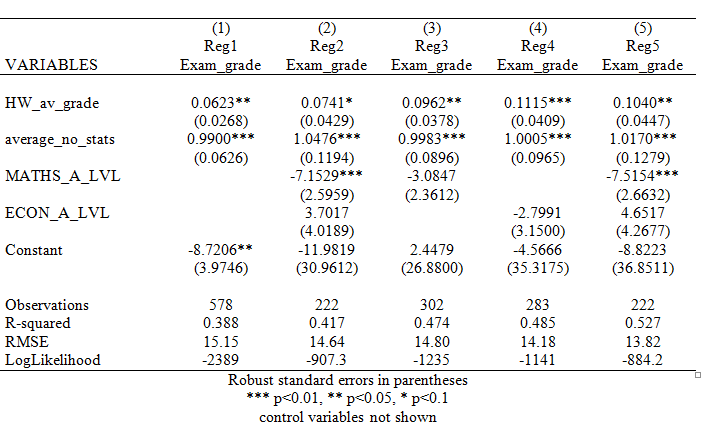 (1) (2) (3) (4) (5)
Reg1 Reg2 Reg3 Reg4 Reg5
VARIABLES Exam_grade Exam_grade Exam_grade Exam_grade Exam_grade
HW_av_grade 0.0623** 0.0741* 0.0962** 0.1115*** 0.1040**
(0.0268) (0.0429) (0.0378) (0.0409) (0.0447)
average_no_stats 0.9900*** 1.0476*** 0.9983*** 1.0005*** 1.0170***
(0.0626) (0.1194) (0.0896) (0.0965) (0.1279)
MATHS_A_LVL -7.1529*** -3.0847 -7.5154***
(2.5959) (2.3612) (2.6632)
ECON_A_LVL 3.7017 -2.7991 4.6517
(4.0189) (3.1500) (4.2677)
Constant -8.7206** -11.9819 2.4479 -4.5666 -8.8223
(3.9746) (30.9612) (26.8800) (35.3175) (36.8511)
Observations 578 222 302 283 222
R-squared 0.388 0.417 0.474 0.485 0.527
RMSE 15.15 14.64 14.80 14.18 13.82
LogLikelihood -2389 -907.3 -1235 -1141 -884.2
Robust standard errors in parentheses
*** p<0.01, ** p<0.05, * p<0.1
control variables not shown